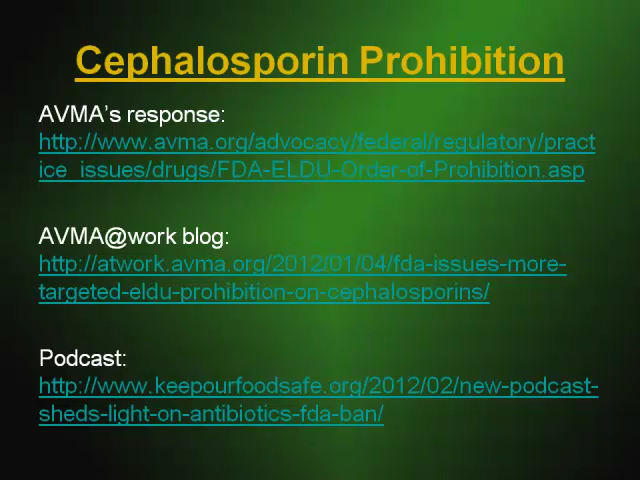 Cephalosporin Prohibition
AVMA's response:
http://www.avma.org/advocacy/federal/regulatory/pract
ice_issues/drugs/FDA-ELDU-Order-of-Prohibition.asp
AVMA@work blog:
http://atwork.avma.org/2012/01/04/fda-issues-more-
targeted-eldu-prohibition-on-cephalosporins/
Podcast:
http://www.keepourfoodsafe.org/2012/02/new-podcast-
sheds-light-on-antibiotics-fda-ban/